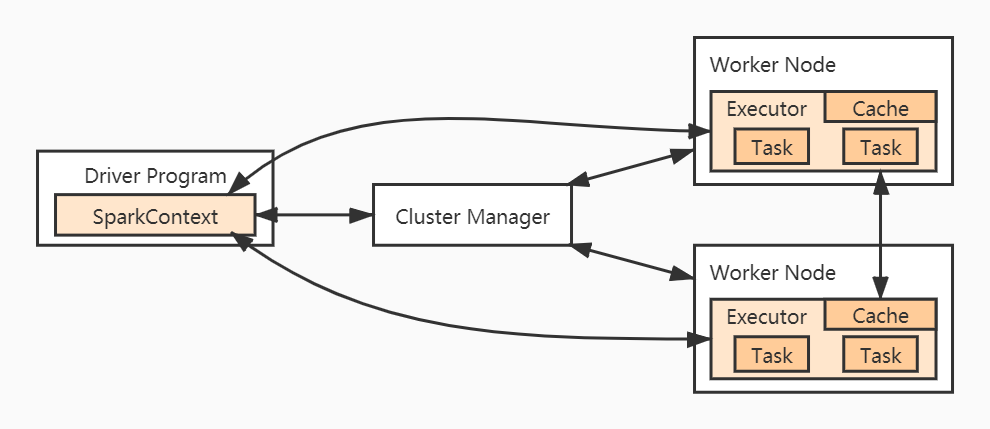 Driver Program
SparkContext
Cluster Manager
Worker Node
Executor
Cache
Task
Task
Worker Node
Executor
Cache
Task
Task